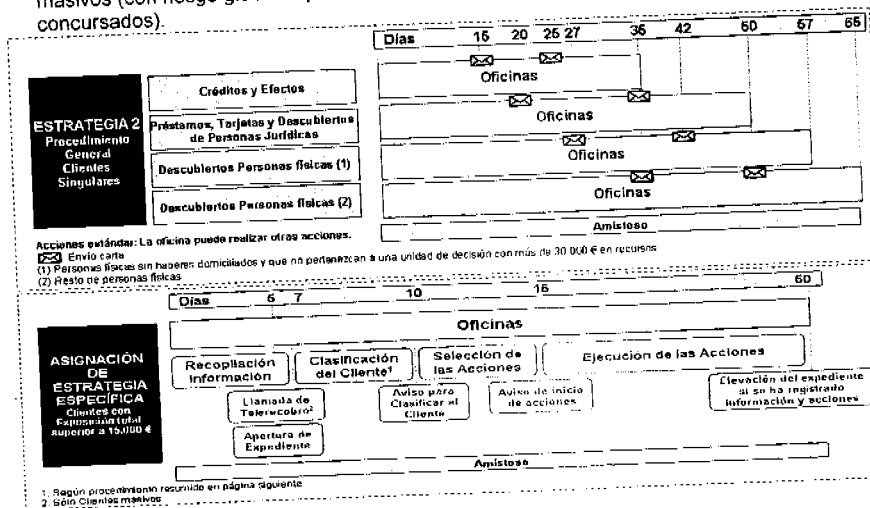 concursados).
Días 15 20 25 27 36 42 50 57 65
ESTRATEGIA 2
Procedimiento
General
Clientes
Singulares
Créditos y Efectos
Préstamos, Tarjetas y Descubiertos
de Personas Jurídicas
Descubiertos Personas físicas (1)
Descubiertos Personas físicas (2)
Oficinas
Oficinas
Oficinas
Oficinas
Amistoso
Acciones estándar: La oficina puede realizar otras acciones.
Envío carta
(1) Personas físicas sin haberes domiciliados y que no pertenezcan a una unidad de decisión con más de 30.000 € en recursos
(2) Resto de personas físicas
Días 6 7 10 15 60
ASIGNACIÓN
DE
ESTRATEGIA
ESPECÍFICA
Clientes con
Exposición total
superior a 15.000 €
Oficinas
Recopilación
Información
Clasificación
del Cliente¹
Selección de
las Acciones
Ejecución de las Acciones
Llamada de
Telerecobro²
Aviso para
Clasificar al
Cliente
Aviso de inicio
de acciones
Elevación del expediente
si se ha registrado
información y acciones
Apertura de
Expediente
Amistoso
1. Según procedimiento resumido en página siguiente
2. Sólo Clientes masivos